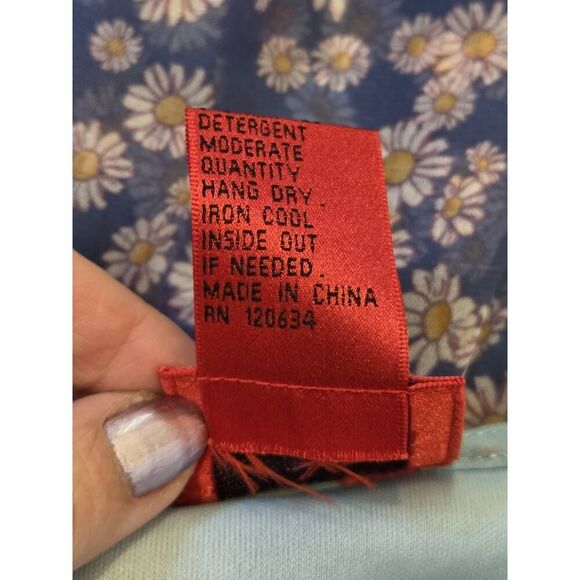 DETERGENT
MODERATE
QUANTITY
HANG DRY.
IRON COOL
INSIDE OUT
IF NEEDED.
MADE IN CHINA
RN 120634